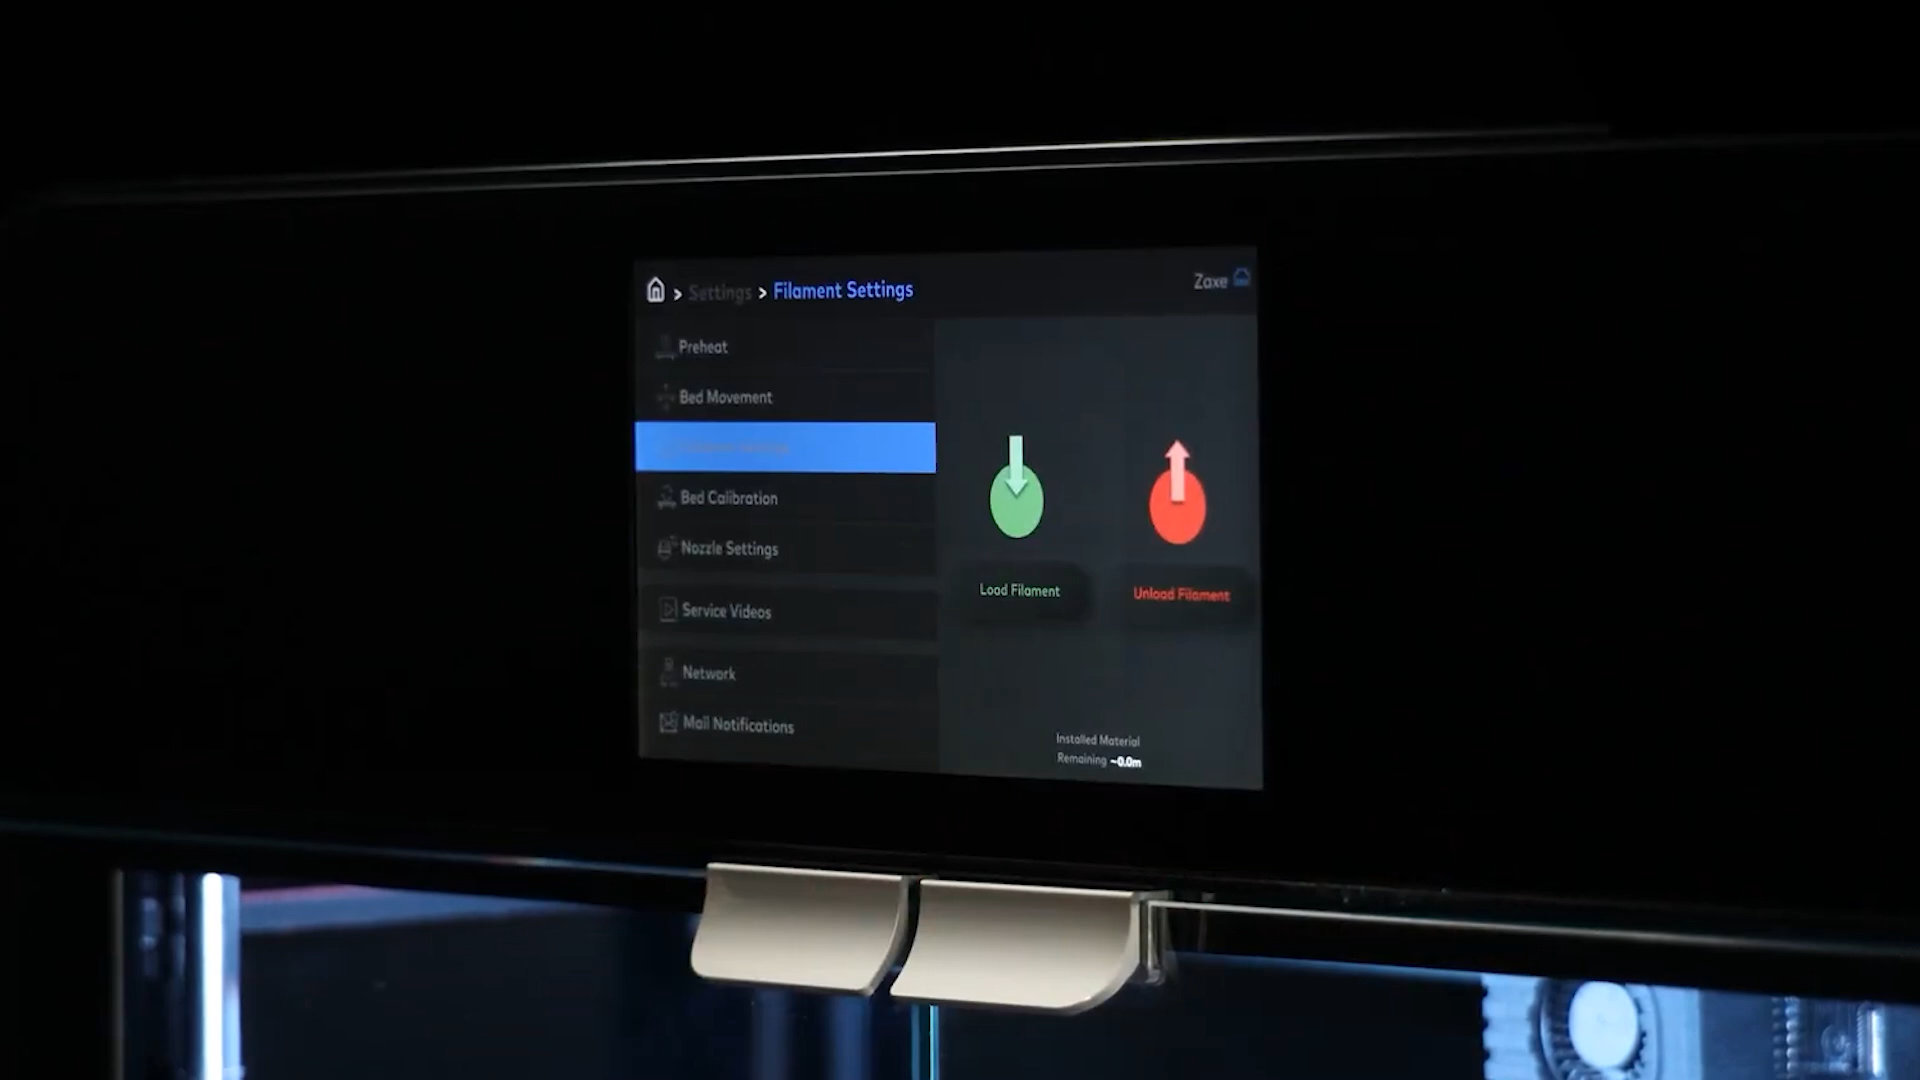 > Settings > Filament Settings
Zaxe
Preheat
Bed Movement
Bed Calibration
Nozzle Settings
Service Videos
Network
Mail Notifications
Load Filament
Unload Filament
Installed Material
Remaining ~0.0m